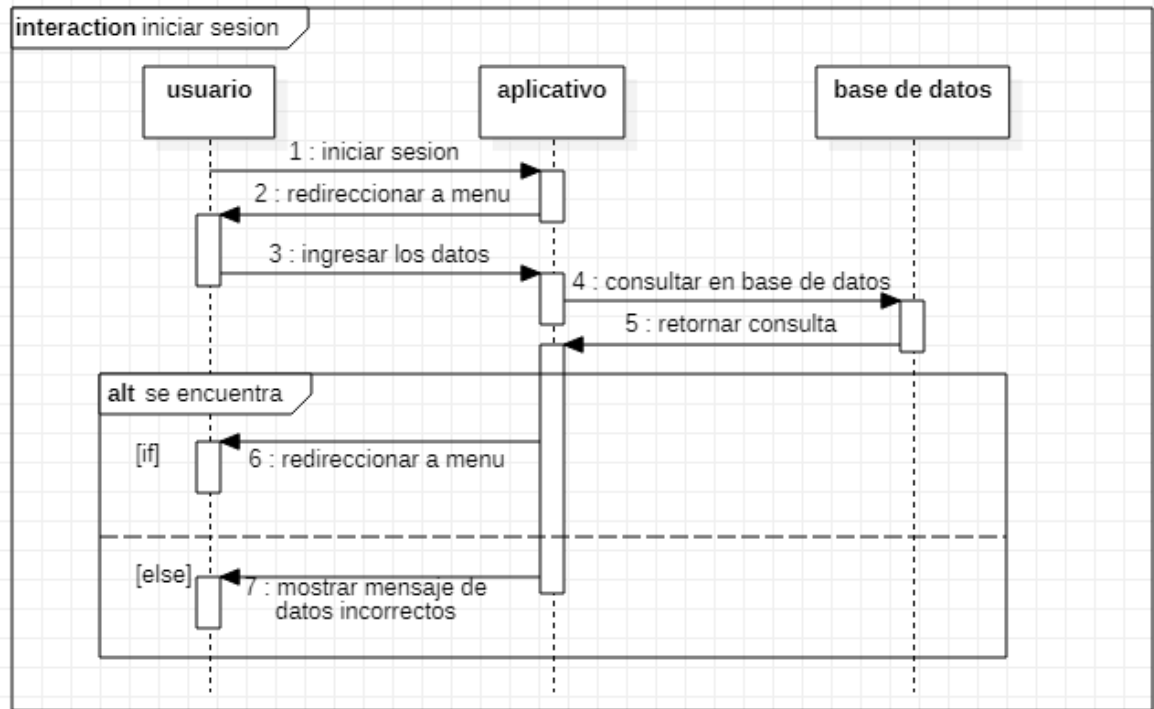 interaction iniciar sesion
usuario
aplicativo
base de datos
1 : iniciar sesion
2 : redireccionar a menu
3 : ingresar los datos
4 : consultar en base de datos
5 : retornar consulta
alt se encuentra
[if]
6 : redireccionar a menu
[else]
7 : mostrar mensaje de
datos incorrectos